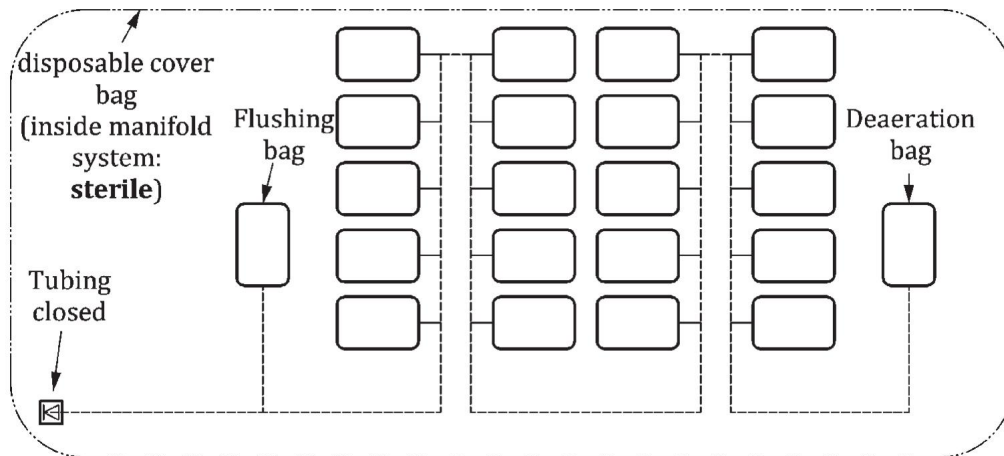 disposable cover
bag
(inside manifold
system:
sterile)
Flushing
bag
Deaeration
bag
Tubing
closed